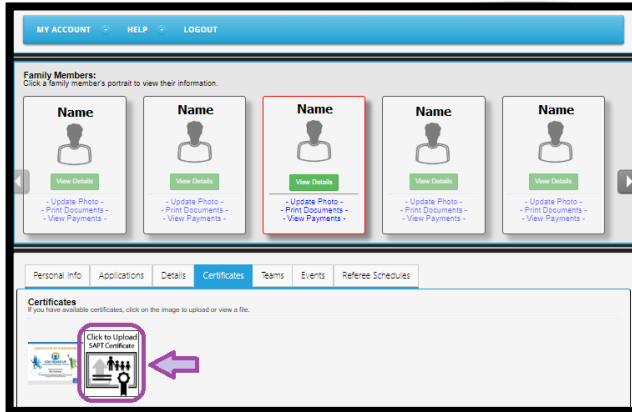 MY ACCOUNT HELP LOGOUT
Family Members:
Click a family member's portrait to view their information.
Name Name Name Name Name
View Details View Details View Details View Details View Details
- Update Photo - - Update Photo - - Update Photo - - Update Photo - - Update Photo -
- Print Documents - - Print Documents - - Print Documents - - Print Documents - - Print Documents -
- View Payments - - View Payments - - View Payments - - View Payments - - View Payments -
Personal Info Applications Details Certificates Teams Events Referee Schedules
Certificates
If you have available certificates, click on the image to upload or view a file.
Click to Upload
SAPT Certificate